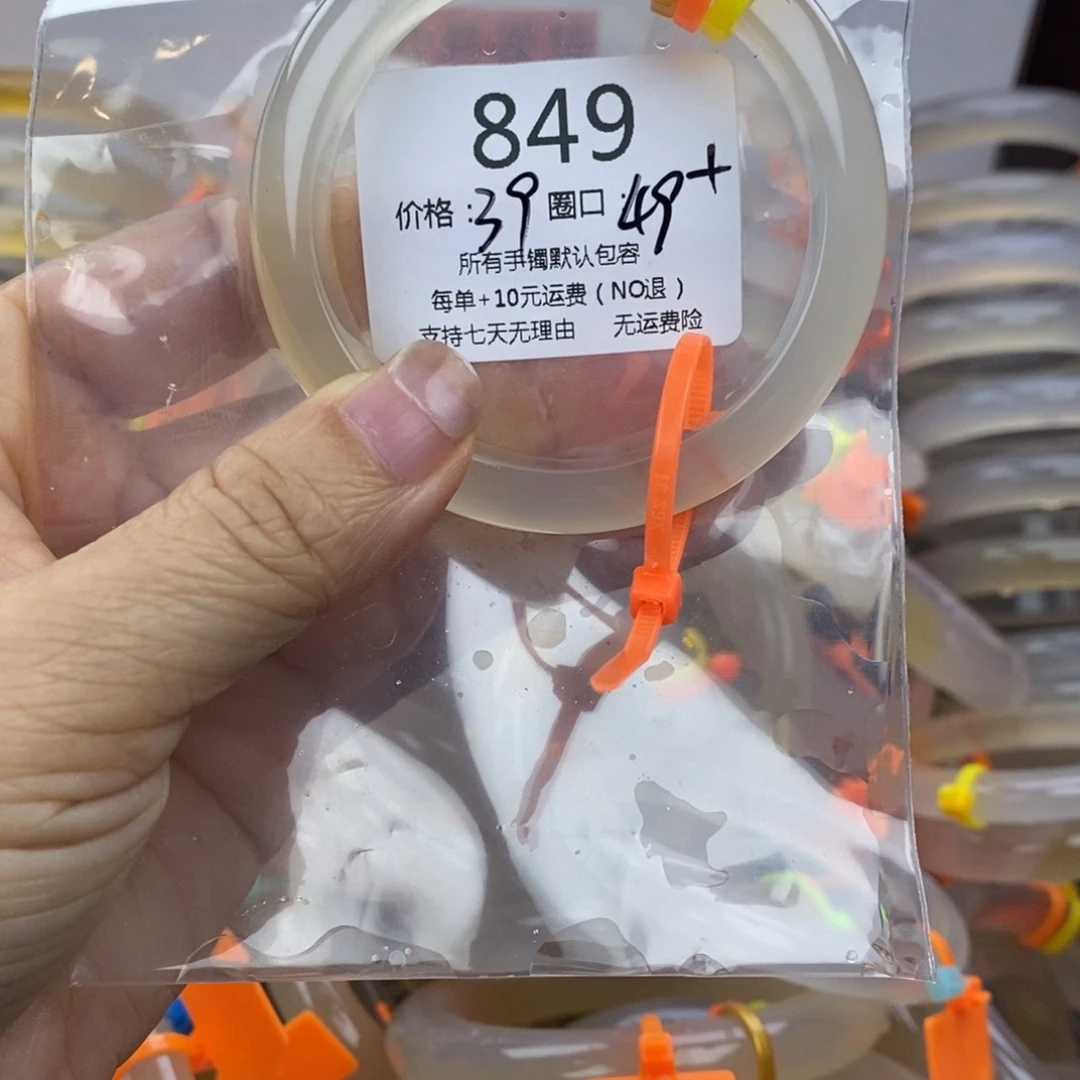 849
价格:39 圈口:49+
所有手镯默认包容
每单+10元运费(NO退)
支持七天无理由 无运费险